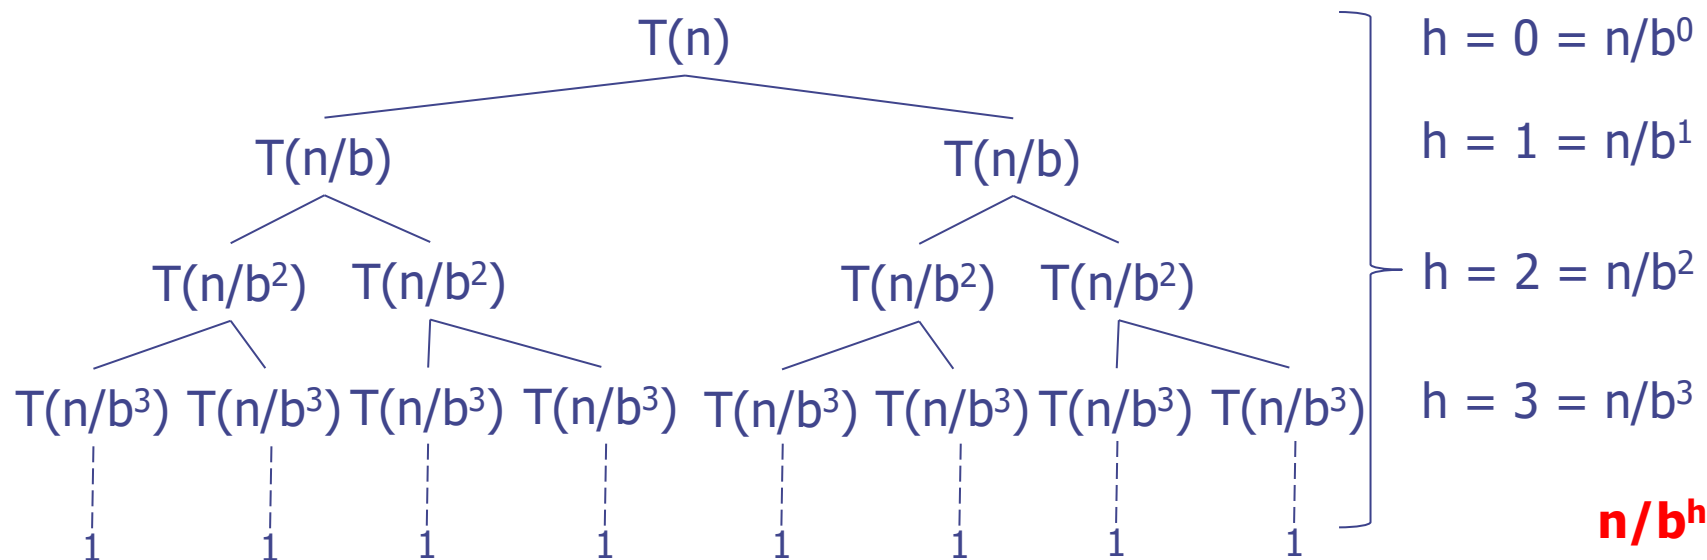 T(n) h = 0 = n/b⁰
T(n/b) T(n/b) h = 1 = n/b¹
T(n/b²) T(n/b²) T(n/b²) T(n/b²) h = 2 = n/b²
T(n/b³) T(n/b³) T(n/b³) T(n/b³) T(n/b³) T(n/b³) T(n/b³) T(n/b³) h = 3 = n/b³
1 1 1 1 1 1 1 1 n/bʰ